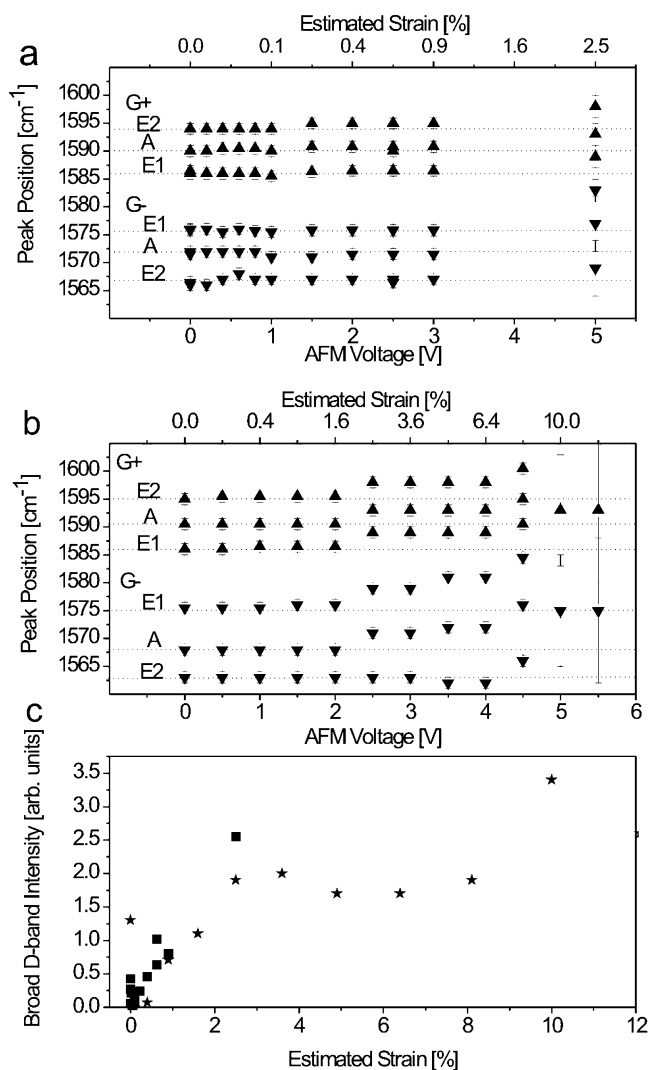 Estimated Strain [%]
a
0.0 0.1 0.4 0.9 1.6 2.5
1600
G+
1595
E2
A
1590
E1
1585
Peak Position [cm-1]
1580
G-
E1
1575
A
1570
E2
1565
0 1 2 3 4 5
AFM Voltage [V]
b
Estimated Strain [%]
0.0 0.4 1.6 3.6 6.4 10.0
G+
1600
E2
1595
A
1590
E1
1585
Peak Position [cm-1]
G-
1580
E1
1575
1570
A
1565
E2
0 1 2 3 4 5 6
AFM Voltage [V]
c
Broad D-band Intensity [arb. units]
3.5
3.0
2.5
2.0
1.5
1.0
0.5
0.0
0 2 4 6 8 10 12
Estimated Strain [%]